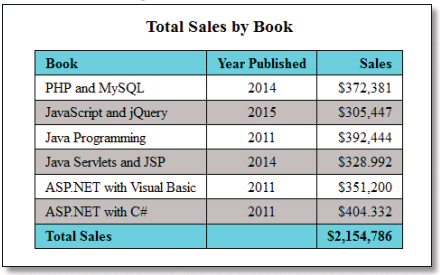 Total Sales by Book
Book Year Published Sales
PHP and MySQL 2014 $372,381
JavaScript and jQuery 2015 $305,447
Java Programming 2011 $392,444
Java Servlets and JSP 2014 $328.992
ASP.NET with Visual Basic 2011 $351,200
ASP.NET with C# 2011 $404.332
Total Sales $2,154,786